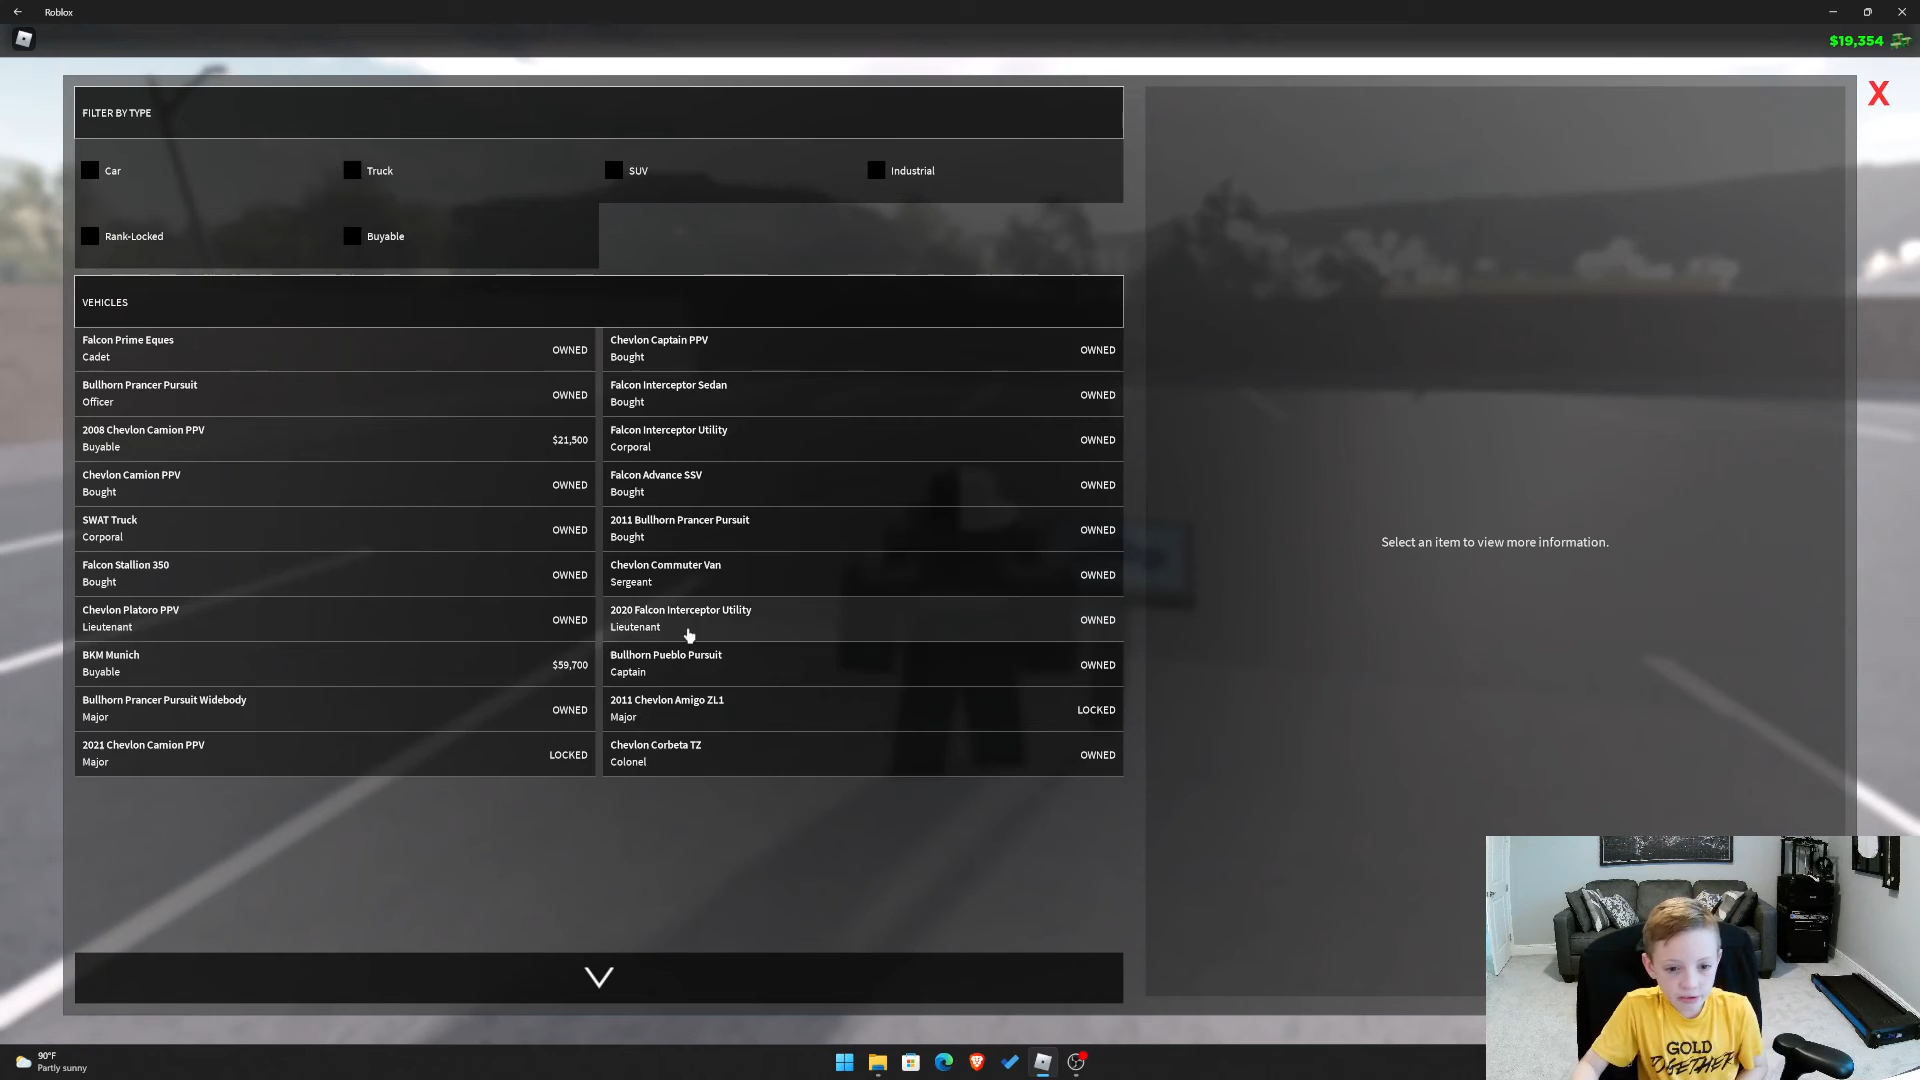 Roblox
$19,354
X
FILTER BY TYPE
Car
Truck
SUV
Industrial
Rank-Locked
Buyable
VEHICLES
Falcon Prime Eques
Cadet
OWNED
Chevlon Captain PPV
Bought
OWNED
Bullhorn Prancer Pursuit
Officer
OWNED
Falcon Interceptor Sedan
Bought
OWNED
2008 Chevlon Camion PPV
Buyable
$21,500
Falcon Interceptor Utility
Corporal
OWNED
Chevlon Camion PPV
Bought
OWNED
Falcon Advance SSV
Bought
OWNED
SWAT Truck
Corporal
OWNED
2011 Bullhorn Prancer Pursuit
Bought
OWNED
Falcon Stallion 350
Bought
OWNED
Chevlon Commuter Van
Sergeant
OWNED
Chevlon Platoro PPV
Lieutenant
OWNED
2020 Falcon Interceptor Utility
Lieutenant
OWNED
BKM Munich
Buyable
$59,700
Bullhorn Pueblo Pursuit
Captain
OWNED
Bullhorn Prancer Pursuit Widebody
Major
OWNED
2011 Chevlon Amigo ZL1
Major
LOCKED
2021 Chevlon Camion PPV
Major
LOCKED
Chevlon Corbeta TZ
Colonel
OWNED
Select an item to view more information.
GOLD
TOGETHER
90°F
Partly sunny